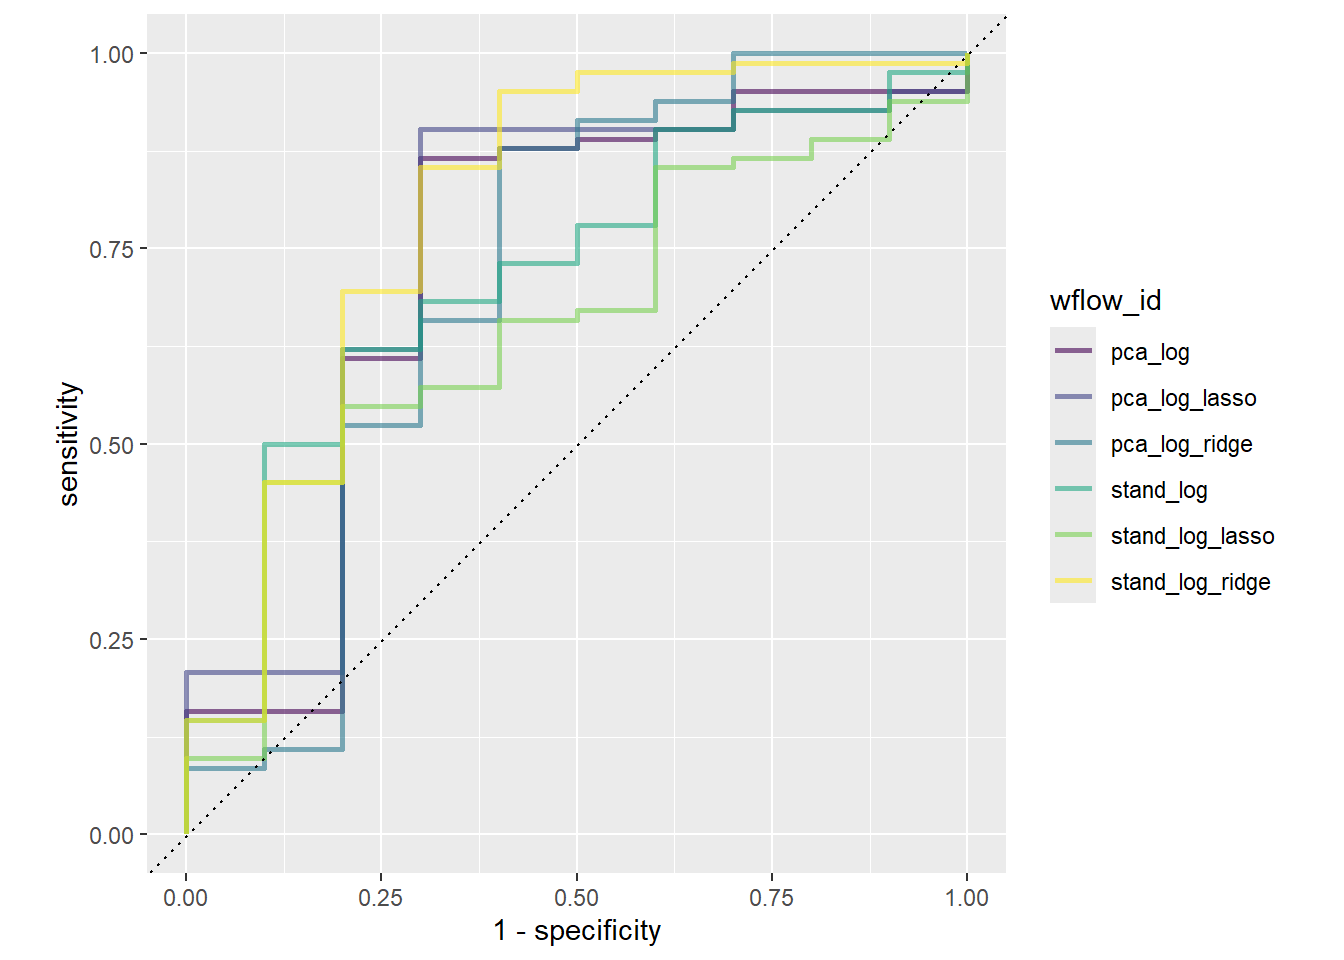 1.00
0.75
0.50
0.25
0.00
sensitivity
0.00 0.25 0.50 0.75 1.00
1 - specificity
wflow_id
pca_log
pca_log_lasso
pca_log_ridge
stand_log
stand_log_lasso
stand_log_ridge